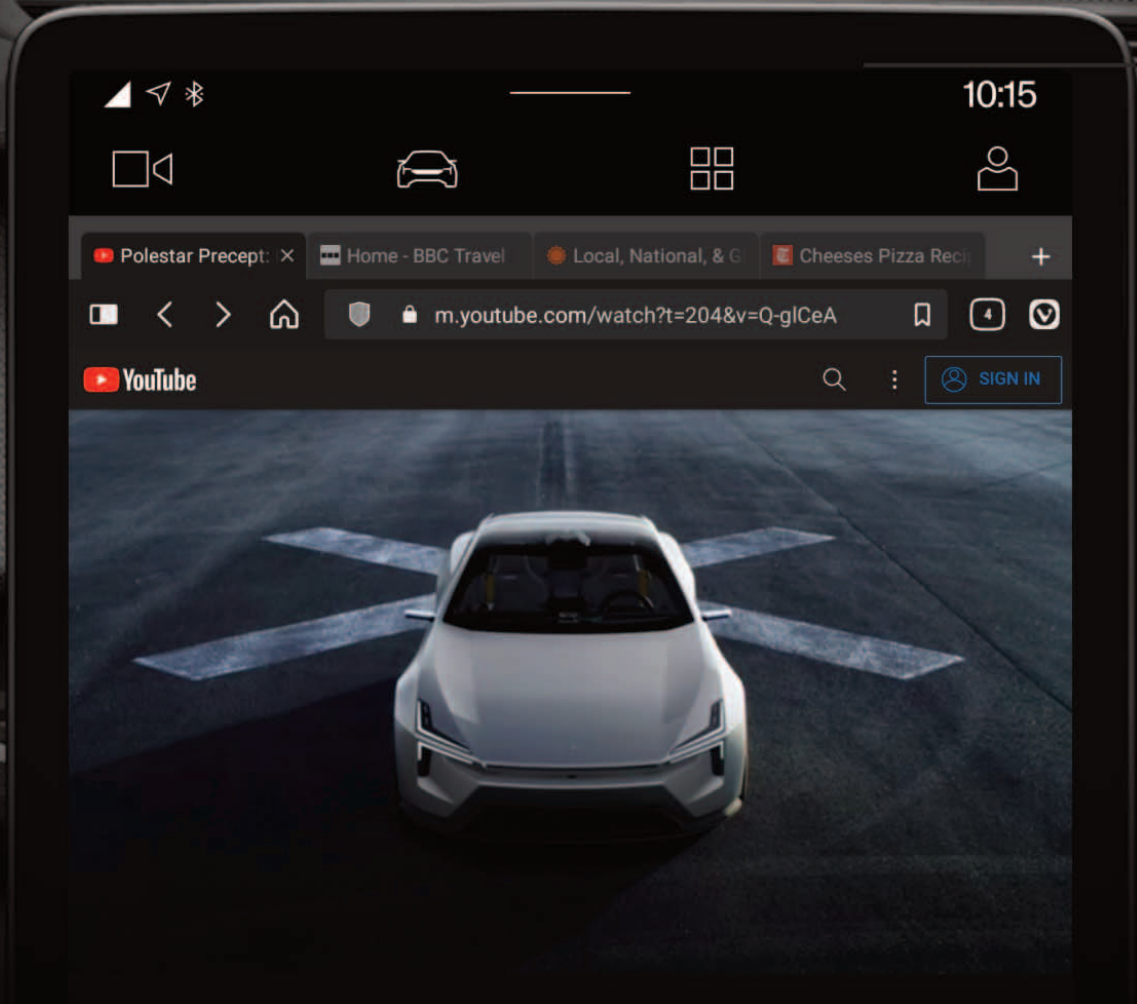 10:15
Polestar Precept:
Home - BBC Travel
Local, National, & G
Cheeses Pizza Reci
m.youtube.com/watch?t=204&v=Q-glCeA
4
YouTube
SIGN IN